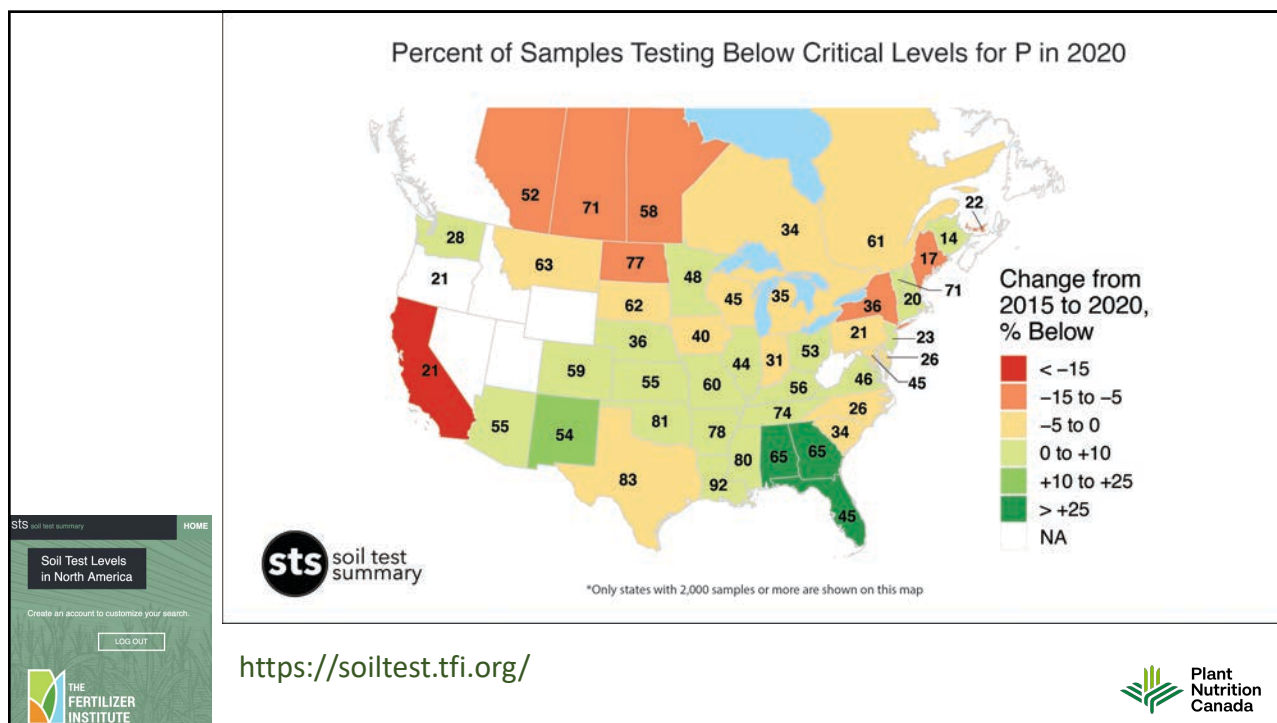 Percent of Samples Testing Below Critical Levels for P in 2020
52
71
58
34
61
22
14
17
28
21
63
77
48
45
35
36
20
71
62
21
40
23
26
45
36
44
31
53
21
59
55
60
56
46
26
55
54
81
78
74
34
83
80
65
65
92
45
Change from
2015 to 2020,
% Below
< −15
−15 to −5
−5 to 0
0 to +10
+10 to +25
> +25
NA
sts soil test
summary
*Only states with 2,000 samples or more are shown on this map
sts soil test summary
HOME
Soil Test Levels
in North America
Create an account to customize your search.
LOG OUT
THE
FERTILIZER
INSTITUTE
https://soiltest.tfi.org/
Plant
Nutrition
Canada